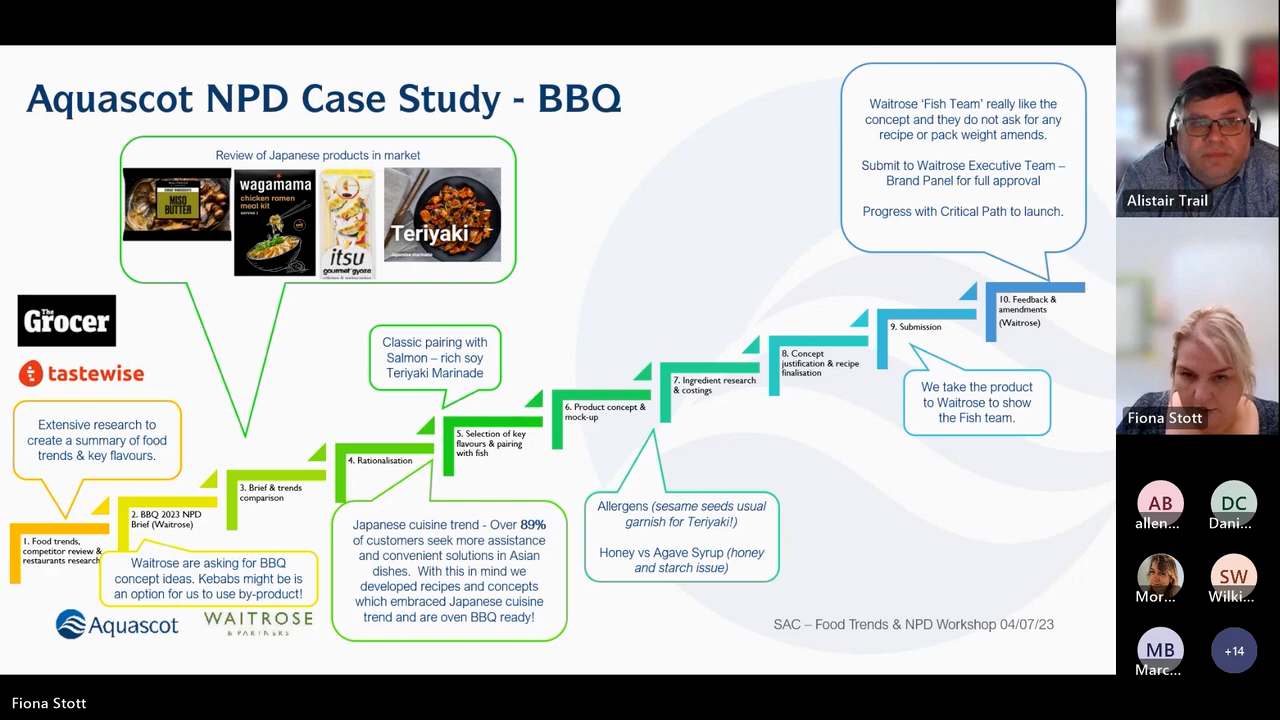 Aquascot NPD Case Study - BBQ
Review of Japanese products in market
MISO
BUTTER
wagamama
chicken ramen
meal kit
serves 2
itsu
gourmet gyoza
Teriyaki
Japanese marinade
Waitrose ‘Fish Team’ really like the
concept and they do not ask for any
recipe or pack weight amends.
Submit to Waitrose Executive Team –
Brand Panel for full approval
Progress with Critical Path to launch.
The
Grocer
tastewise
Extensive research to
create a summary of food
trends & key flavours.
Classic pairing with
Salmon – rich soy
Teriyaki Marinade
1. Food trends,
competitor review &
restaurants research
2. BBQ 2023 NPD
Brief (Waitrose)
3. Brief & trends
comparison
4. Rationalisation
5. Selection of key
flavours & pairing
with fish
6. Product concept &
mock-up
7. Ingredient research
& costings
8. Concept
justification & recipe
finalisation
9. Submission
10. Feedback &
amendments
(Waitrose)
We take the product
to Waitrose to show
the Fish team.
Waitrose are asking for BBQ
concept ideas. Kebabs might be is
an option for us to use by-product!
Japanese cuisine trend - Over 89%
of customers seek more assistance
and convenient solutions in Asian
dishes. With this in mind we
developed recipes and concepts
which embraced Japanese cuisine
trend and are oven BBQ ready!
Allergens (sesame seeds usual
garnish for Teriyaki!)
Honey vs Agave Syrup (honey
and starch issue)
Aquascot
WAITROSE
& PARTNERS
SAC – Food Trends & NPD Workshop 04/07/23
Alistair Trail
Fiona Stott
AB
allen...
DC
Dani...
Mor...
SW
Wilki...
MB
Marc...
+14
Fiona Stott